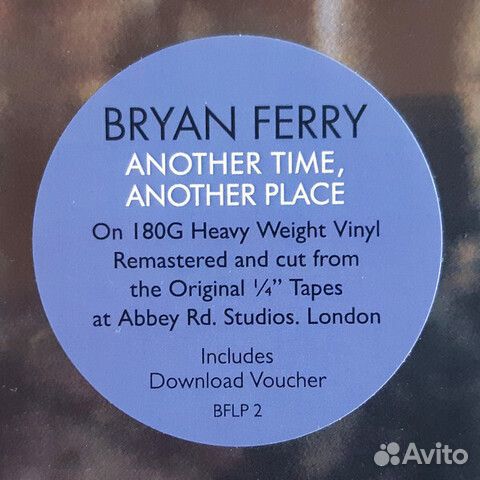 BRYAN FERRY
ANOTHER TIME,
ANOTHER PLACE
On 180G Heavy Weight Vinyl
Remastered and cut from
the Original ¼” Tapes
at Abbey Rd. Studios. London
Includes
Download Voucher
BFLP 2
Avito